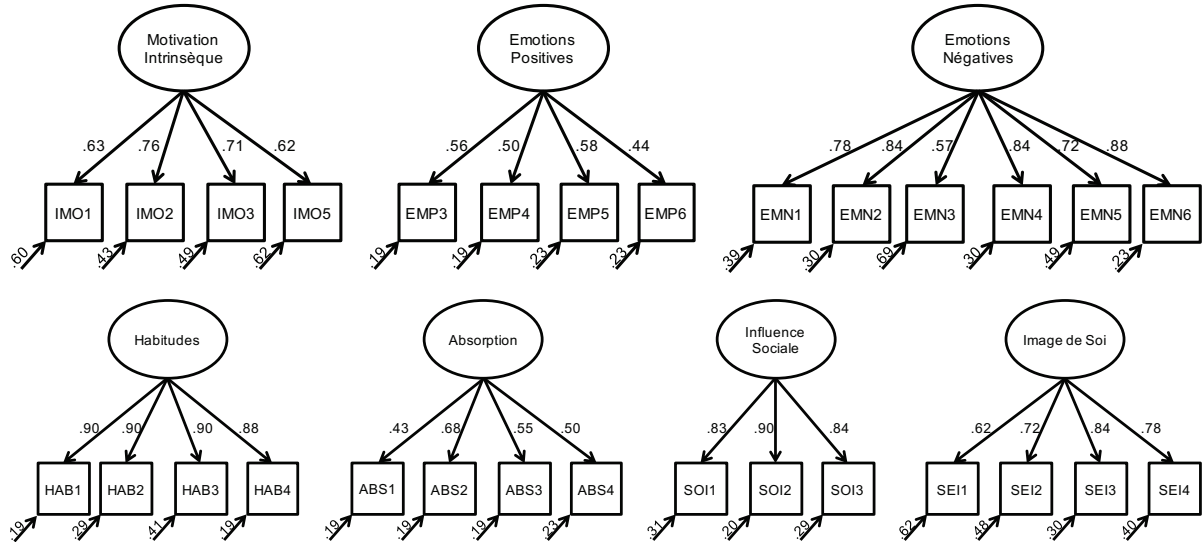 Motivation
Intrinsèque
Emotions
Positives
Emotions
Négatives
.63 .76 .71 .62
.56 .50 .58 .44
.78 .84 .57 .84 .72 .88
IMO1 IMO2 IMO3 IMO5
EMP3 EMP4 EMP5 EMP6
EMN1 EMN2 EMN3 EMN4 EMN5 EMN6
.60 .43 .49 .62
.19 .19 .23 .23
.39 .30 .69 .30 .49 .23
Habitudes
Absorption
Influence
Sociale
Image de Soi
.90 .90 .90 .88
.43 .68 .55 .50
.83 .90 .84
.62 .72 .84 .78
HAB1 HAB2 HAB3 HAB4
ABS1 ABS2 ABS3 ABS4
SOI1 SOI2 SOI3
SEI1 SEI2 SEI3 SEI4
.19 .29 .41 .19
.19 .19 .19 .23
.31 .20 .29
.62 .48 .30 .40